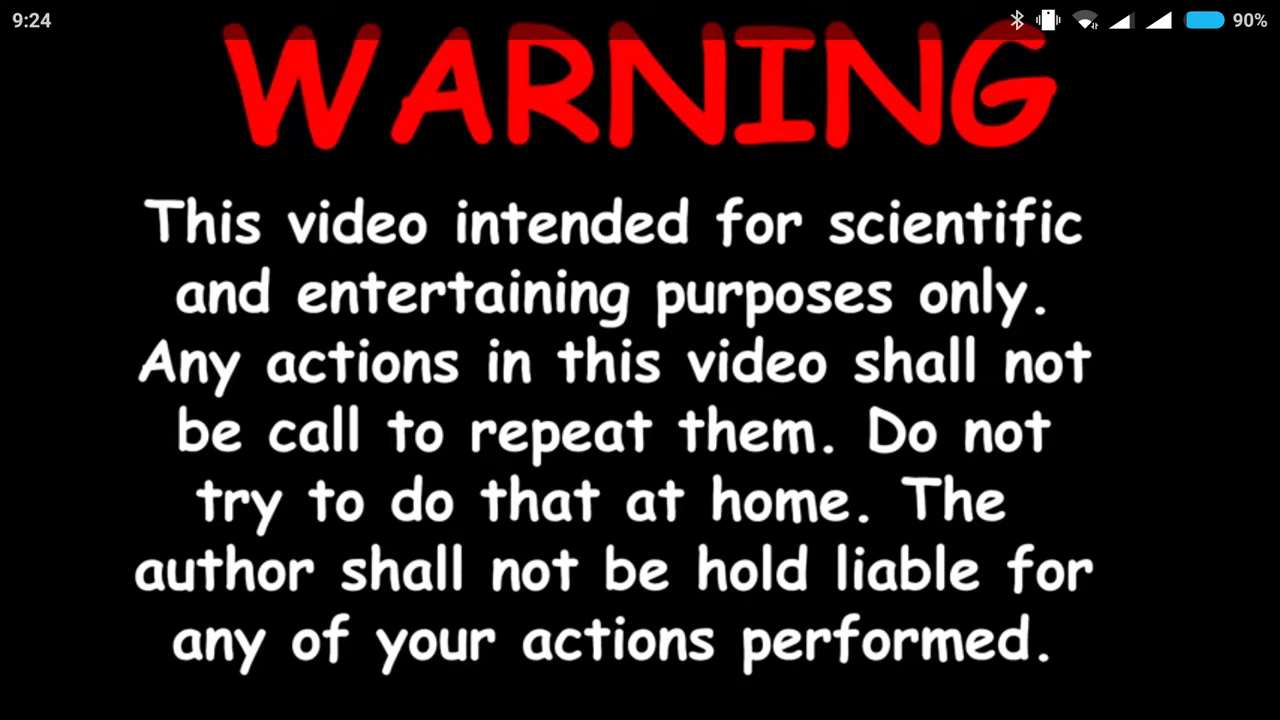 9:24
90%
WARNING
This video intended for scientific
and entertaining purposes only.
Any actions in this video shall not
be call to repeat them. Do not
try to do that at home. The
author shall not be hold liable for
any of your actions performed.